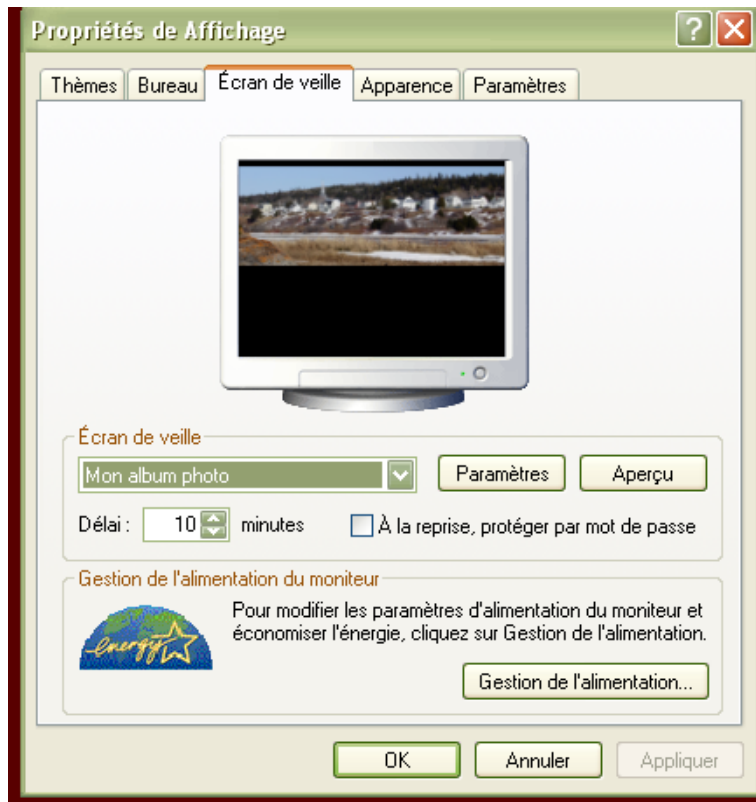 Propriétés de Affichage
Thèmes Bureau Écran de veille Apparence Paramètres
Écran de veille
Mon album photo Paramètres Aperçu
Délai : 10 minutes À la reprise, protéger par mot de passe
Gestion de l'alimentation du moniteur
Pour modifier les paramètres d'alimentation du moniteur et
économiser l'énergie, cliquez sur Gestion de l'alimentation.
energy
Gestion de l'alimentation...
OK Annuler Appliquer